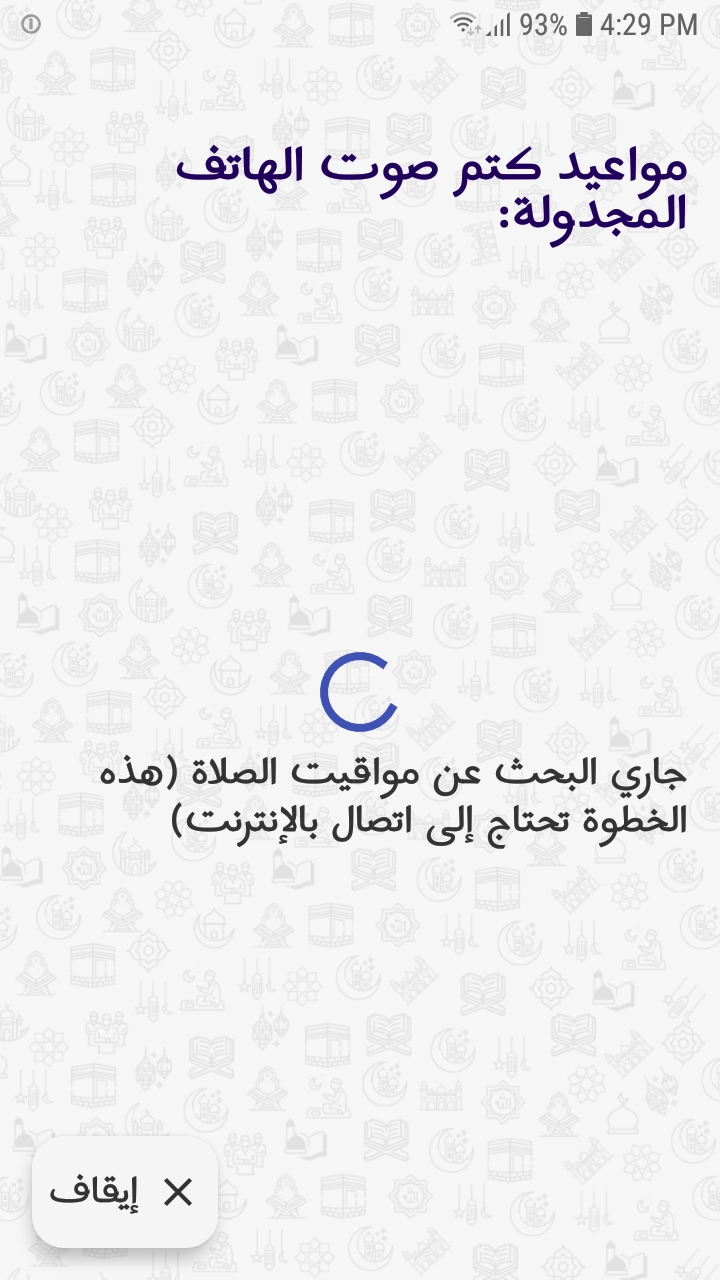 93% 4:29 PM
مواعيد كتم صوت الهاتف
المجدولة:
جاري البحث عن مواقيت الصلاة (هذه
الخطوة تحتاج إلى اتصال بالإنترنت)
إيقاف